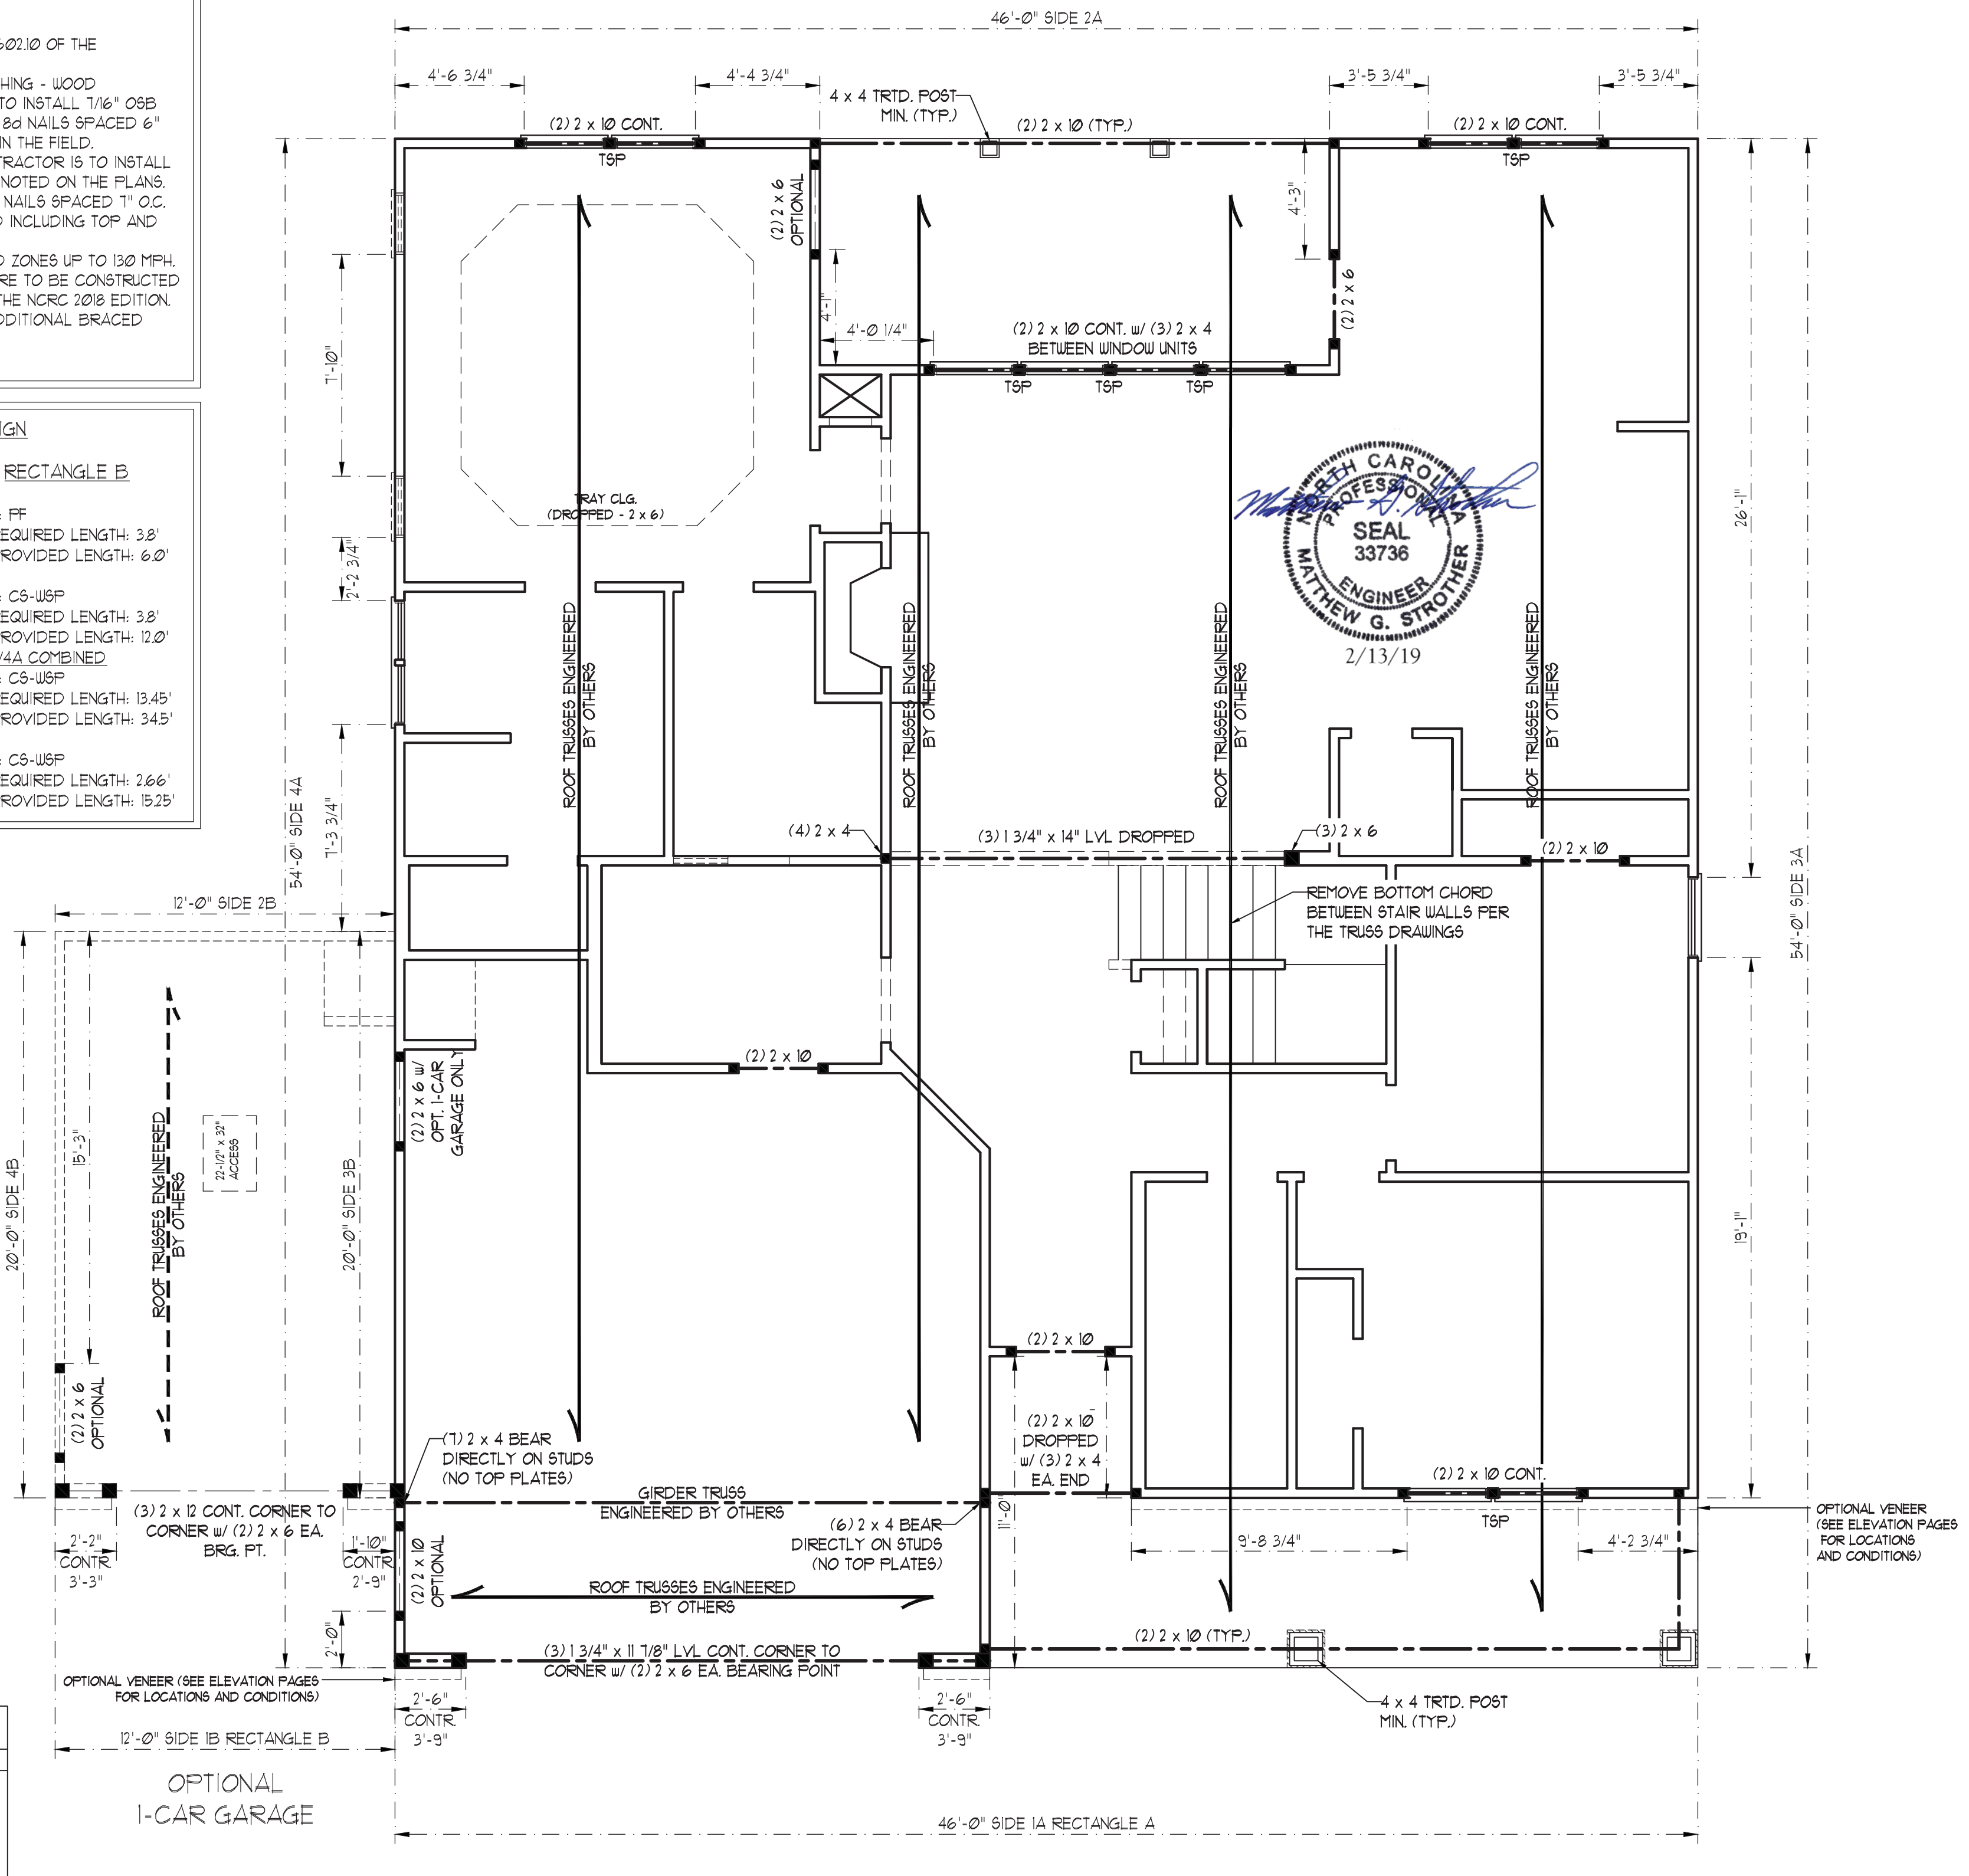 602.10 OF THE
HING - WOOD
TO INSTALL 7/16" OSB
8d NAILS SPACED 6"
IN THE FIELD.
TRACTOR IS TO INSTALL
NOTED ON THE PLANS.
NAILS SPACED 7" O.C.
INCLUDING TOP AND
ZONES UP TO 130 MPH.
RE TO BE CONSTRUCTED
THE NCRC 2018 EDITION.
DDITIONAL BRACED
IGN
RECTANGLE B
: PF
EQUIRED LENGTH: 3.8'
ROVIDED LENGTH: 6.0'
: CS-WSP
EQUIRED LENGTH: 3.8'
ROVIDED LENGTH: 12.0'
/4A COMBINED
: CS-WSP
EQUIRED LENGTH: 13.45'
ROVIDED LENGTH: 34.5'
: CS-WSP
EQUIRED LENGTH: 2.66'
ROVIDED LENGTH: 15.25'
46'-0" SIDE 2A
4'-6 3/4"
4'-4 3/4"
3'-5 3/4"
3'-5 3/4"
4 x 4 TRTD. POST
MIN. (TYP.)
(2) 2 x 10 CONT.
TSP
(2) 2 x 10 (TYP.)
(2) 2 x 10 CONT.
TSP
(2) 2 x 6
OPTIONAL
4'-3"
(2) 2 x 6
4'-1"
4'-0 1/4"
(2) 2 x 10 CONT. w/ (3) 2 x 4
BETWEEN WINDOW UNITS
TSP
TSP
TSP
7'-10"
TRAY CLG.
(DROPPED - 2 x 6)
NORTH CAROLINA
PROFESSIONAL
SEAL
33736
ENGINEER
MATTHEW G. STROTHER
2/13/19
26'-1"
2'-2 3/4"
ROOF TRUSSES ENGINEERED
BY OTHERS
ROOF TRUSSES ENGINEERED
BY OTHERS
ROOF TRUSSES ENGINEERED
BY OTHERS
ROOF TRUSSES ENGINEERED
BY OTHERS
54'-0" SIDE 4A
7'-3 3/4"
(4) 2 x 4
(3) 1 3/4" x 14" LVL DROPPED
(3) 2 x 6
(2) 2 x 10
REMOVE BOTTOM CHORD
BETWEEN STAIR WALLS PER
THE TRUSS DRAWINGS
54'-0" SIDE 3A
12'-0" SIDE 2B
20'-0" SIDE 4B
15'-3"
ROOF TRUSSES ENGINEERED
BY OTHERS
22-1/2" x 32"
ACCESS
20'-0" SIDE 3B
(2) 2 x 6 w/
OPT. 1-CAR
GARAGE ONLY
(2) 2 x 10
19'-1"
(2) 2 x 6
OPTIONAL
(2) 2 x 10
(2) 2 x 10
DROPPED
w/ (3) 2 x 4
EA. END
11'-0"
(7) 2 x 4 BEAR
DIRECTLY ON STUDS
(NO TOP PLATES)
GIRDER TRUSS
ENGINEERED BY OTHERS
(6) 2 x 4 BEAR
DIRECTLY ON STUDS
(NO TOP PLATES)
(2) 2 x 10 CONT.
TSP
9'-8 3/4"
4'-2 3/4"
OPTIONAL VENEER
(SEE ELEVATION PAGES
FOR LOCATIONS
AND CONDITIONS)
(3) 2 x 12 CONT. CORNER TO
CORNER w/ (2) 2 x 6 EA.
BRG. PT.
2'-2"
CONTR.
3'-3"
1'-10"
CONTR.
2'-9"
(2) 2 x 10
OPTIONAL
2'-0"
ROOF TRUSSES ENGINEERED
BY OTHERS
(2) 2 x 10 (TYP.)
(3) 1 3/4" x 11 7/8" LVL CONT. CORNER TO
CORNER w/ (2) 2 x 6 EA. BEARING POINT
OPTIONAL VENEER (SEE ELEVATION PAGES
FOR LOCATIONS AND CONDITIONS)
2'-6"
CONTR.
3'-9"
2'-6"
CONTR.
3'-9"
4 x 4 TRTD. POST
MIN. (TYP.)
12'-0" SIDE 1B RECTANGLE B
OPTIONAL
1-CAR GARAGE
46'-0" SIDE 1A RECTANGLE A